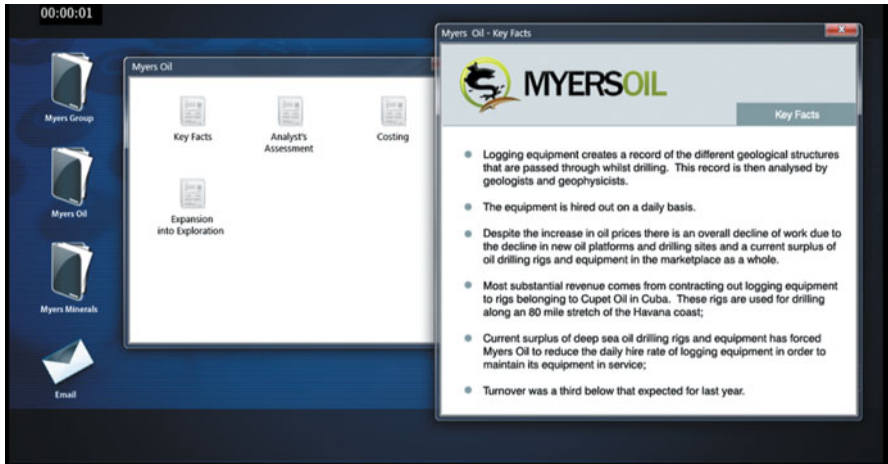 00:00:01
Myers Group
Myers Oil
Myers Minerals
Email
Myers Oil
Key Facts
Analyst's
Assessment
Costing
Expansion
into Exploration
Myers Oil - Key Facts
MYERSOIL
Key Facts
Logging equipment creates a record of the different geological structures
that are passed through whilst drilling. This record is then analysed by
geologists and geophysicists.
The equipment is hired out on a daily basis.
Despite the increase in oil prices there is an overall decline of work due to
the decline in new oil platforms and drilling sites and a current surplus of
oil drilling rigs and equipment in the marketplace as a whole.
Most substantial revenue comes from contracting out logging equipment
to rigs belonging to Cupet Oil in Cuba. These rigs are used for drilling
along an 80 mile stretch of the Havana coast;
Current surplus of deep sea oil drilling rigs and equipment has forced
Myers Oil to reduce the daily hire rate of logging equipment in order to
maintain its equipment in service;
Turnover was a third below that expected for last year.